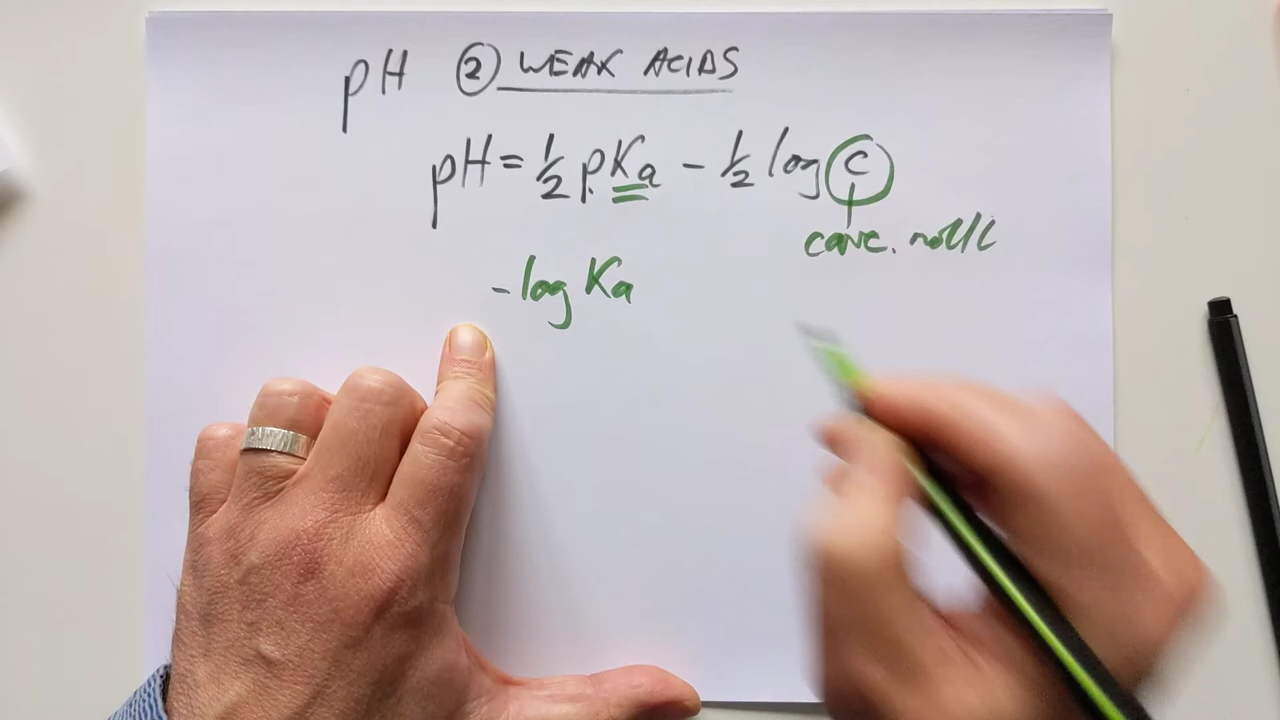 pH ② WEAK ACIDS
pH = ½ pKa - ½ log c
conc. mol/l
- log Ka